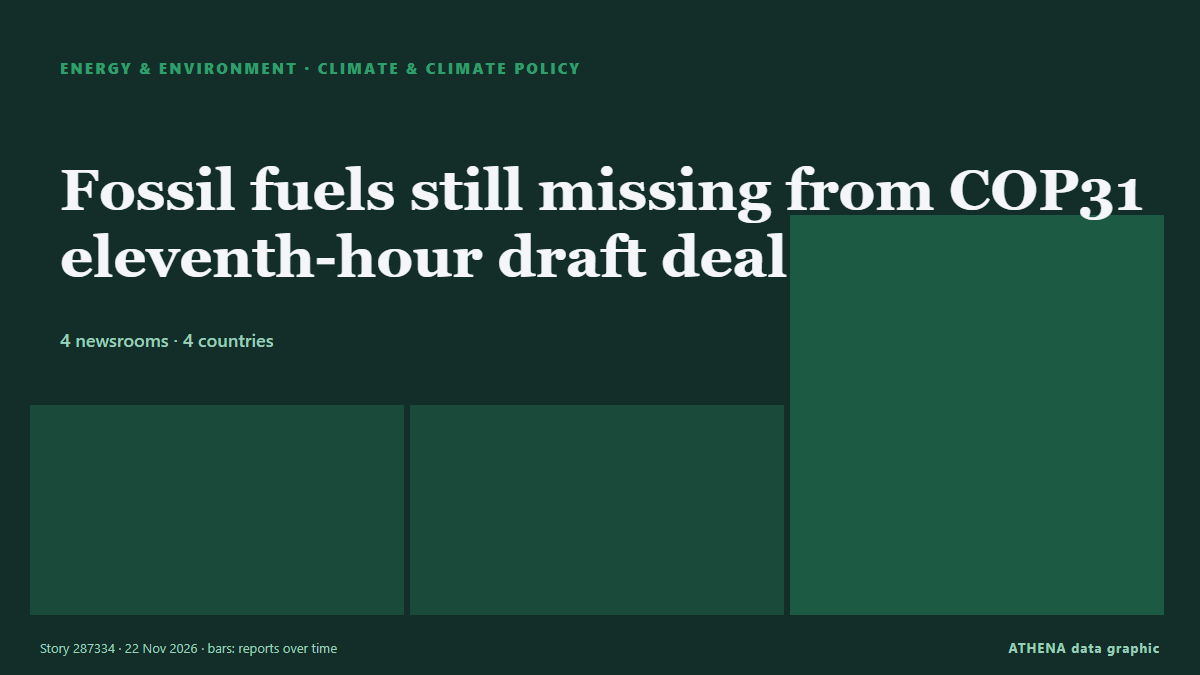 ENERGY & ENVIRONMENT · CLIMATE & CLIMATE POLICY
Fossil fuels still missing from COP31
eleventh-hour draft deal
4 newsrooms · 4 countries
Story 287334 · 22 Nov 2026 · bars: reports over time
ATHENA data graphic